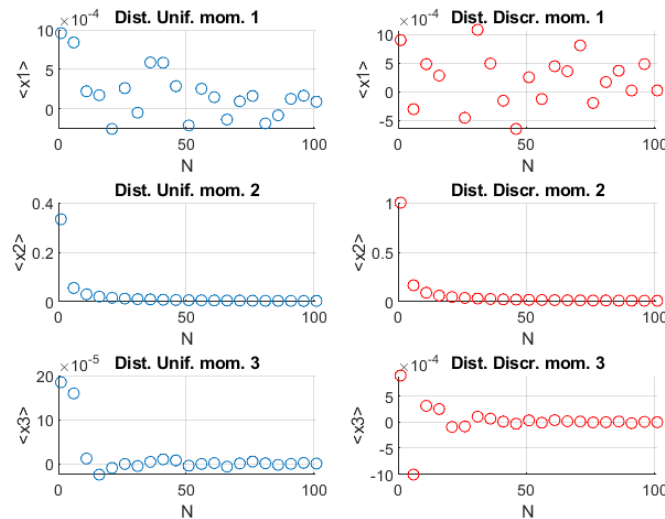 Dist. Unif. mom. 1
×10-4
10
5
0
<x1>
0 50 100
N
Dist. Discr. mom. 1
×10-4
10
5
0
-5
<x1>
0 50 100
N
Dist. Unif. mom. 2
0.4
0.2
0
<x2>
0 50 100
N
Dist. Discr. mom. 2
1
0.5
0
<x2>
0 50 100
N
Dist. Unif. mom. 3
×10-5
20
10
0
<x3>
0 50 100
N
Dist. Discr. mom. 3
×10-4
5
0
-5
-10
<x3>
0 50 100
N